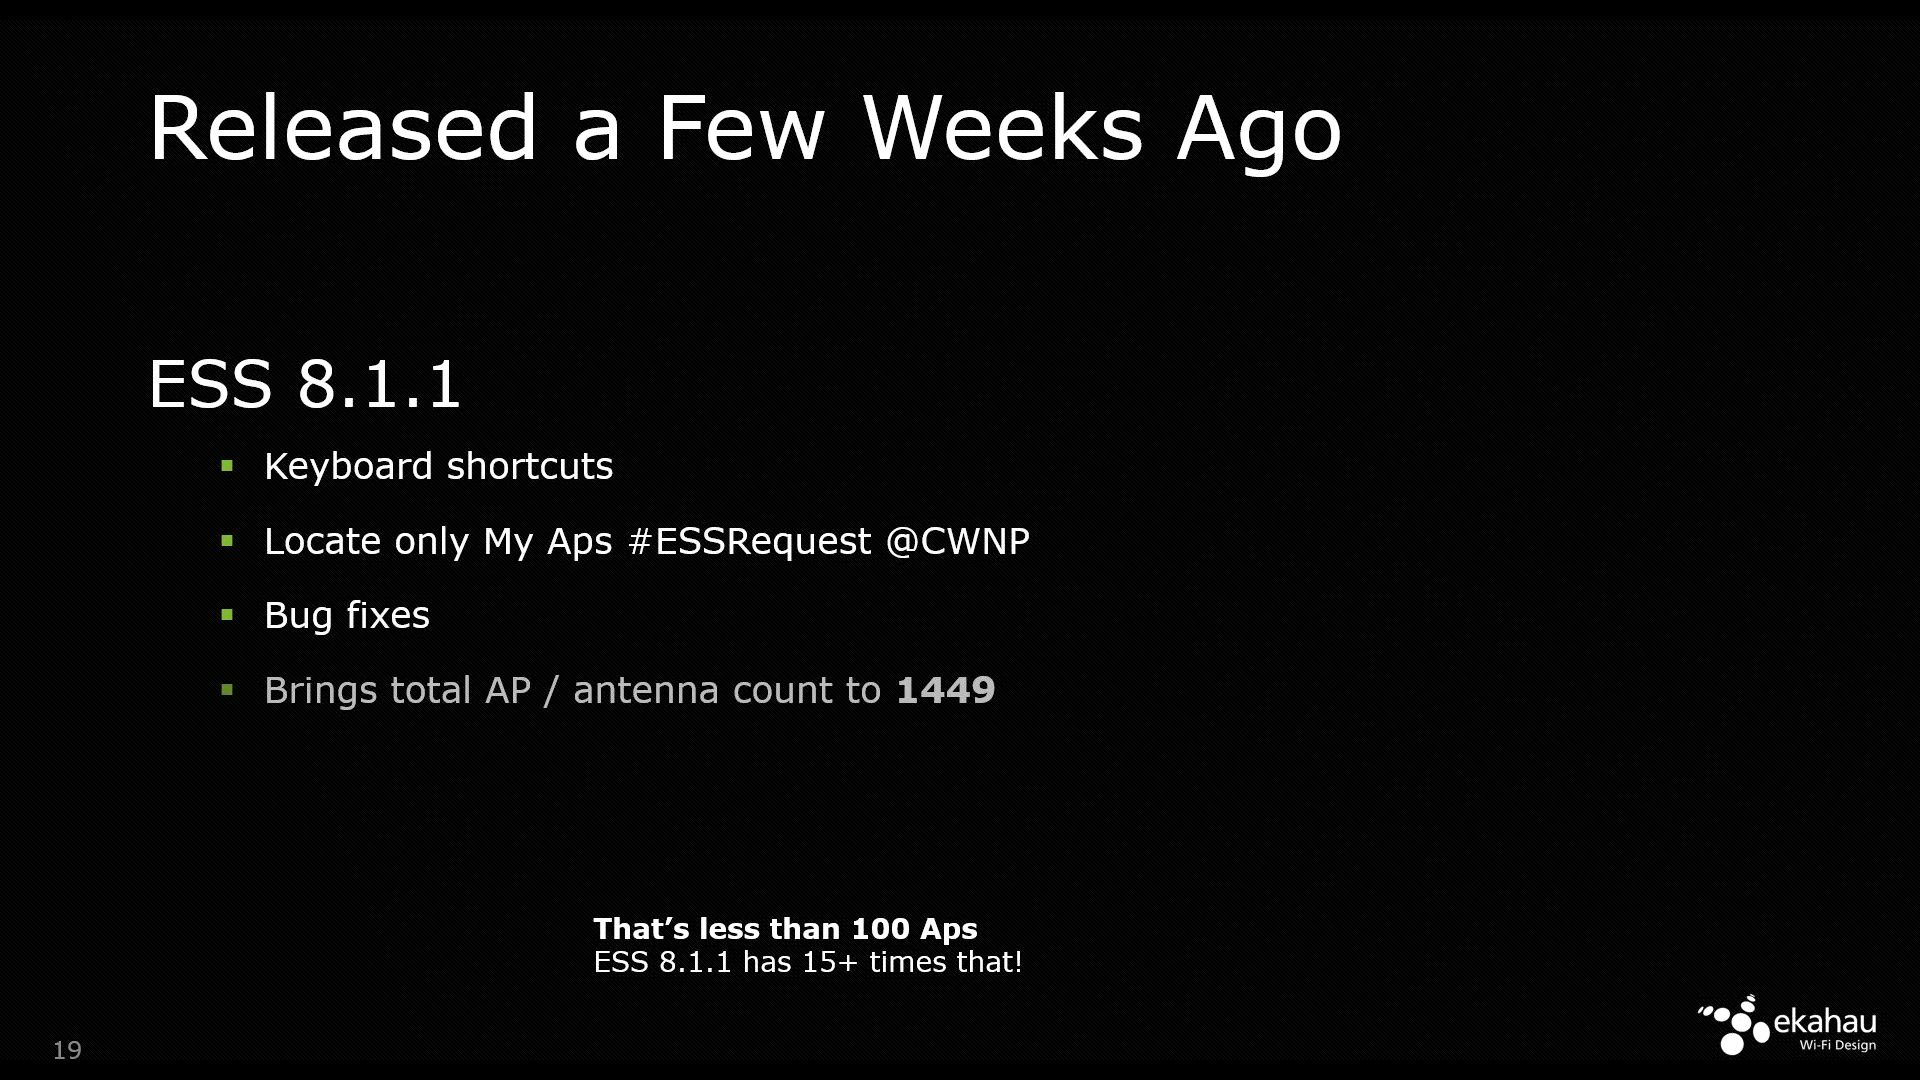 Released a Few Weeks Ago
ESS 8.1.1
▪ Keyboard shortcuts
▪ Locate only My Aps #ESSRequest @CWNP
▪ Bug fixes
▪ Brings total AP / antenna count to 1449
That’s less than 100 Aps
ESS 8.1.1 has 15+ times that!
ekahau
Wi-Fi Design
19